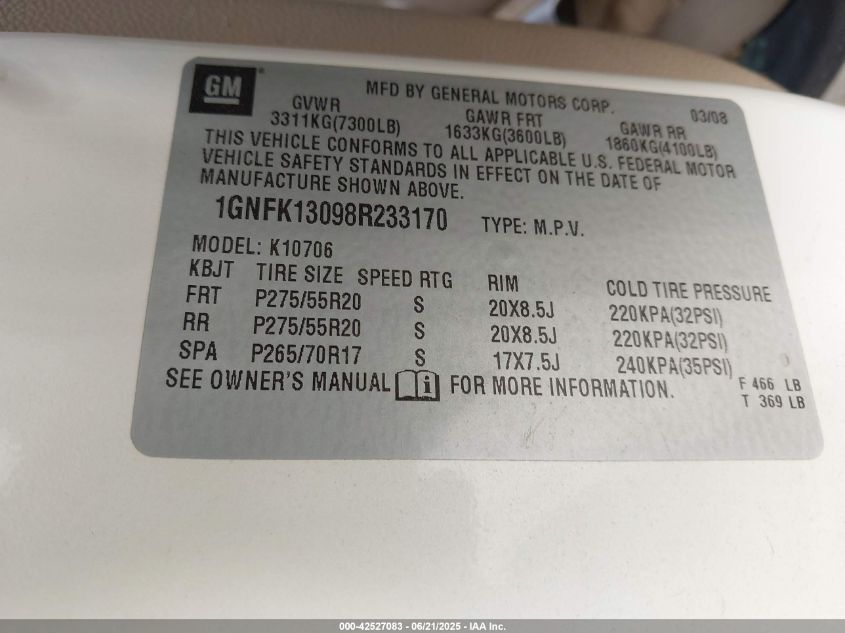 GM
MFD BY GENERAL MOTORS CORP. 03/08
GVWR GAWR FRT GAWR RR
3311KG(7300LB) 1633KG(3600LB) 1860KG(4100LB)
THIS VEHICLE CONFORMS TO ALL APPLICABLE U.S. FEDERAL MOTOR
VEHICLE SAFETY STANDARDS IN EFFECT ON THE DATE OF
MANUFACTURE SHOWN ABOVE.
1GNFK13098R233170 TYPE: M.P.V.
MODEL: K10706
KBJT TIRE SIZE SPEED RTG RIM COLD TIRE PRESSURE
FRT P275/55R20 S 20X8.5J 220KPA(32PSI)
RR P275/55R20 S 20X8.5J 220KPA(32PSI)
SPA P265/70R17 S 17X7.5J 240KPA(35PSI)
SEE OWNER'S MANUAL i FOR MORE INFORMATION.
F 466 LB
T 369 LB
000-42527083 - 06/21/2025 - IAA Inc.